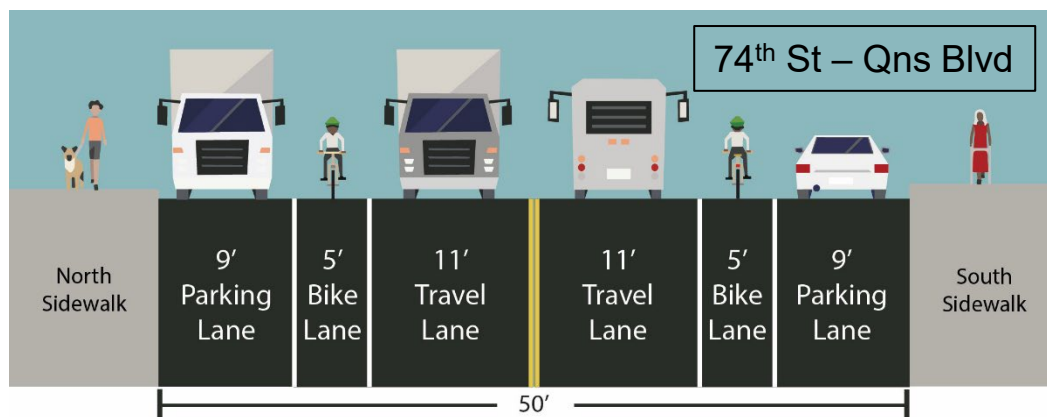 74th St – Qns Blvd
North
Sidewalk
9'
Parking
Lane
5'
Bike
Lane
11'
Travel
Lane
11'
Travel
Lane
5'
Bike
Lane
9'
Parking
Lane
South
Sidewalk
50'